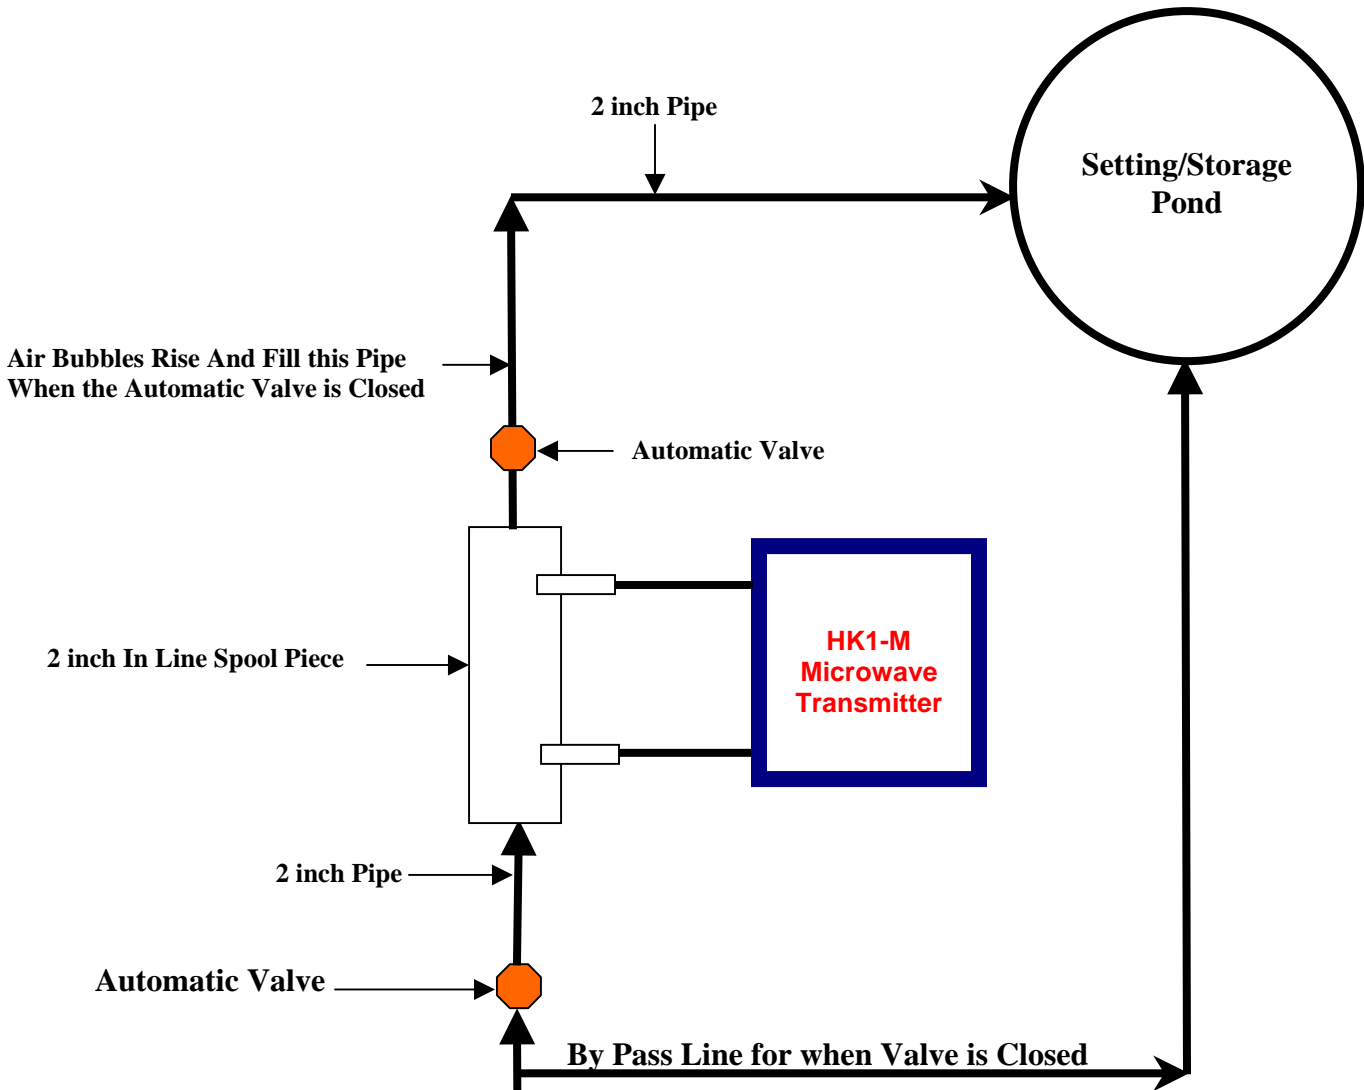 2 inch Pipe
Setting/Storage
Pond
Air Bubbles Rise And Fill this Pipe
When the Automatic Valve is Closed
Automatic Valve
HK1-M
Microwave
Transmitter
2 inch In Line Spool Piece
2 inch Pipe
Automatic Valve
By Pass Line for when Valve is Closed